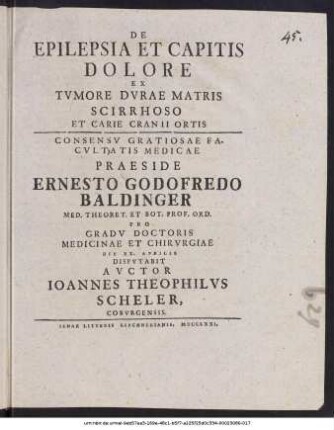 45.
DE
EPILEPSIA ET CAPITIS
DOLORE
EX
TVMORE DVRAE MATRIS
SCIRRHOSO
ET CARIE CRANII ORTIS
CONSENSV GRATIOSAE FA-
CVLTATIS MEDICAE
PRAESIDE
ERNESTO GODOFREDO
BALDINGER
MED. THEORET. ET BOT. PROF. ORD.
PRO
GRADV DOCTORIS
MEDICINAE ET CHIRVRGIAE
DIE XX. APRILIS
DISPVTABIT
AVCTOR
IOANNES THEOPHILVS
SCHELER,
COBVRGENSIS.
IENAE LITTERIS
629